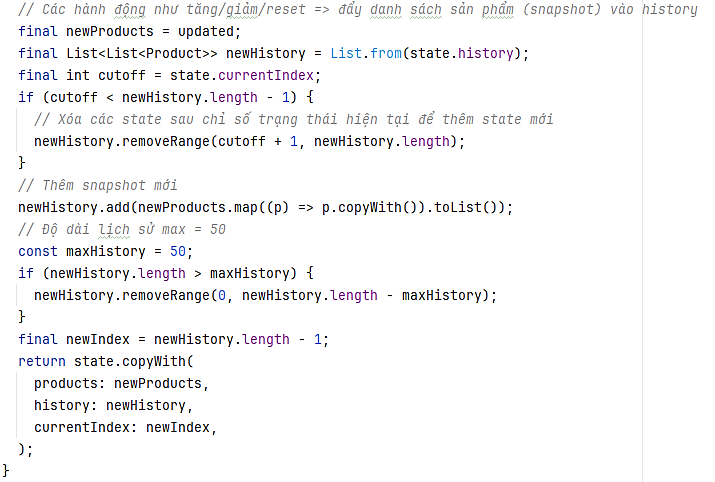 // Các hành động như tăng/giảm/reset => đẩy danh sách sản phẩm (snapshot) vào history
final newProducts = updated;
final List<List<Product>> newHistory = List.from(state.history);
final int cutoff = state.currentIndex;
if (cutoff < newHistory.length - 1) {
// Xóa các state sau chỉ số trạng thái hiện tại để thêm state mới
newHistory.removeRange(cutoff + 1, newHistory.length);
}
// Thêm snapshot mới
newHistory.add(newProducts.map((p) => p.copyWith()).toList());
// Độ dài lịch sử max = 50
const maxHistory = 50;
if (newHistory.length > maxHistory) {
newHistory.removeRange(0, newHistory.length - maxHistory);
}
final newIndex = newHistory.length - 1;
return state.copyWith(
products: newProducts,
history: newHistory,
currentIndex: newIndex,
);
}